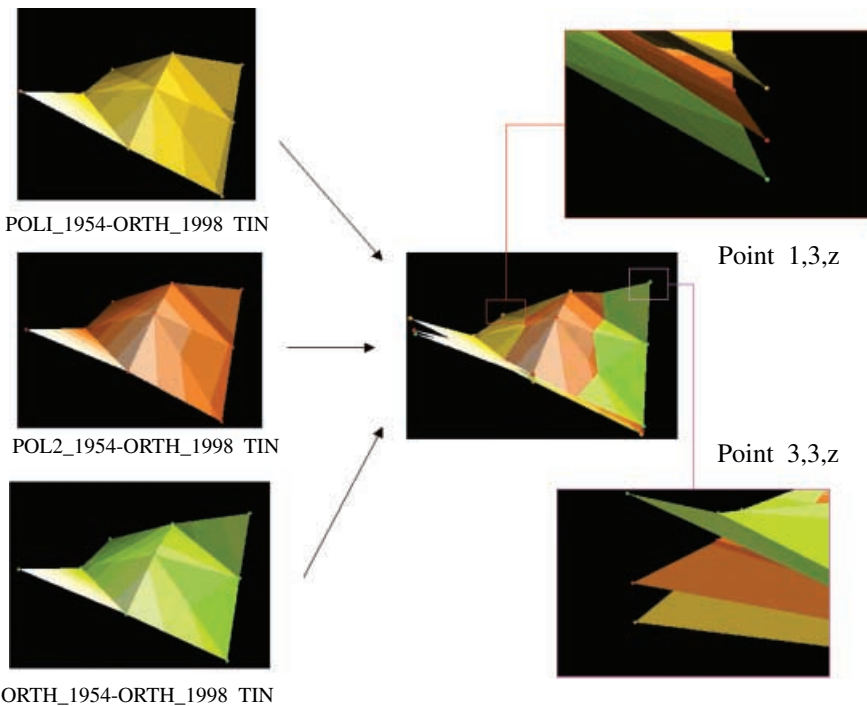 POLI_1954-ORTH_1998 TIN
Point 1,3,z
POL2_1954-ORTH_1998 TIN
Point 3,3,z
ORTH_1954-ORTH_1998 TIN